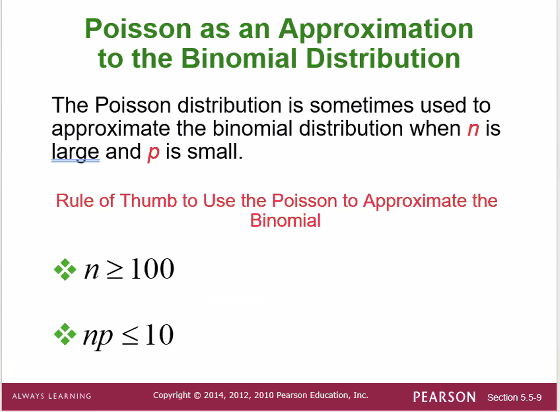 Poisson as an Approximation
to the Binomial Distribution
The Poisson distribution is sometimes used to
approximate the binomial distribution when n is
large and p is small.
Rule of Thumb to Use the Poisson to Approximate the
Binomial
❖ n ≥ 100
❖ np ≤ 10
ALWAYS LEARNING
Copyright © 2014, 2012, 2010 Pearson Education, Inc.
PEARSON
Section 5.5-9